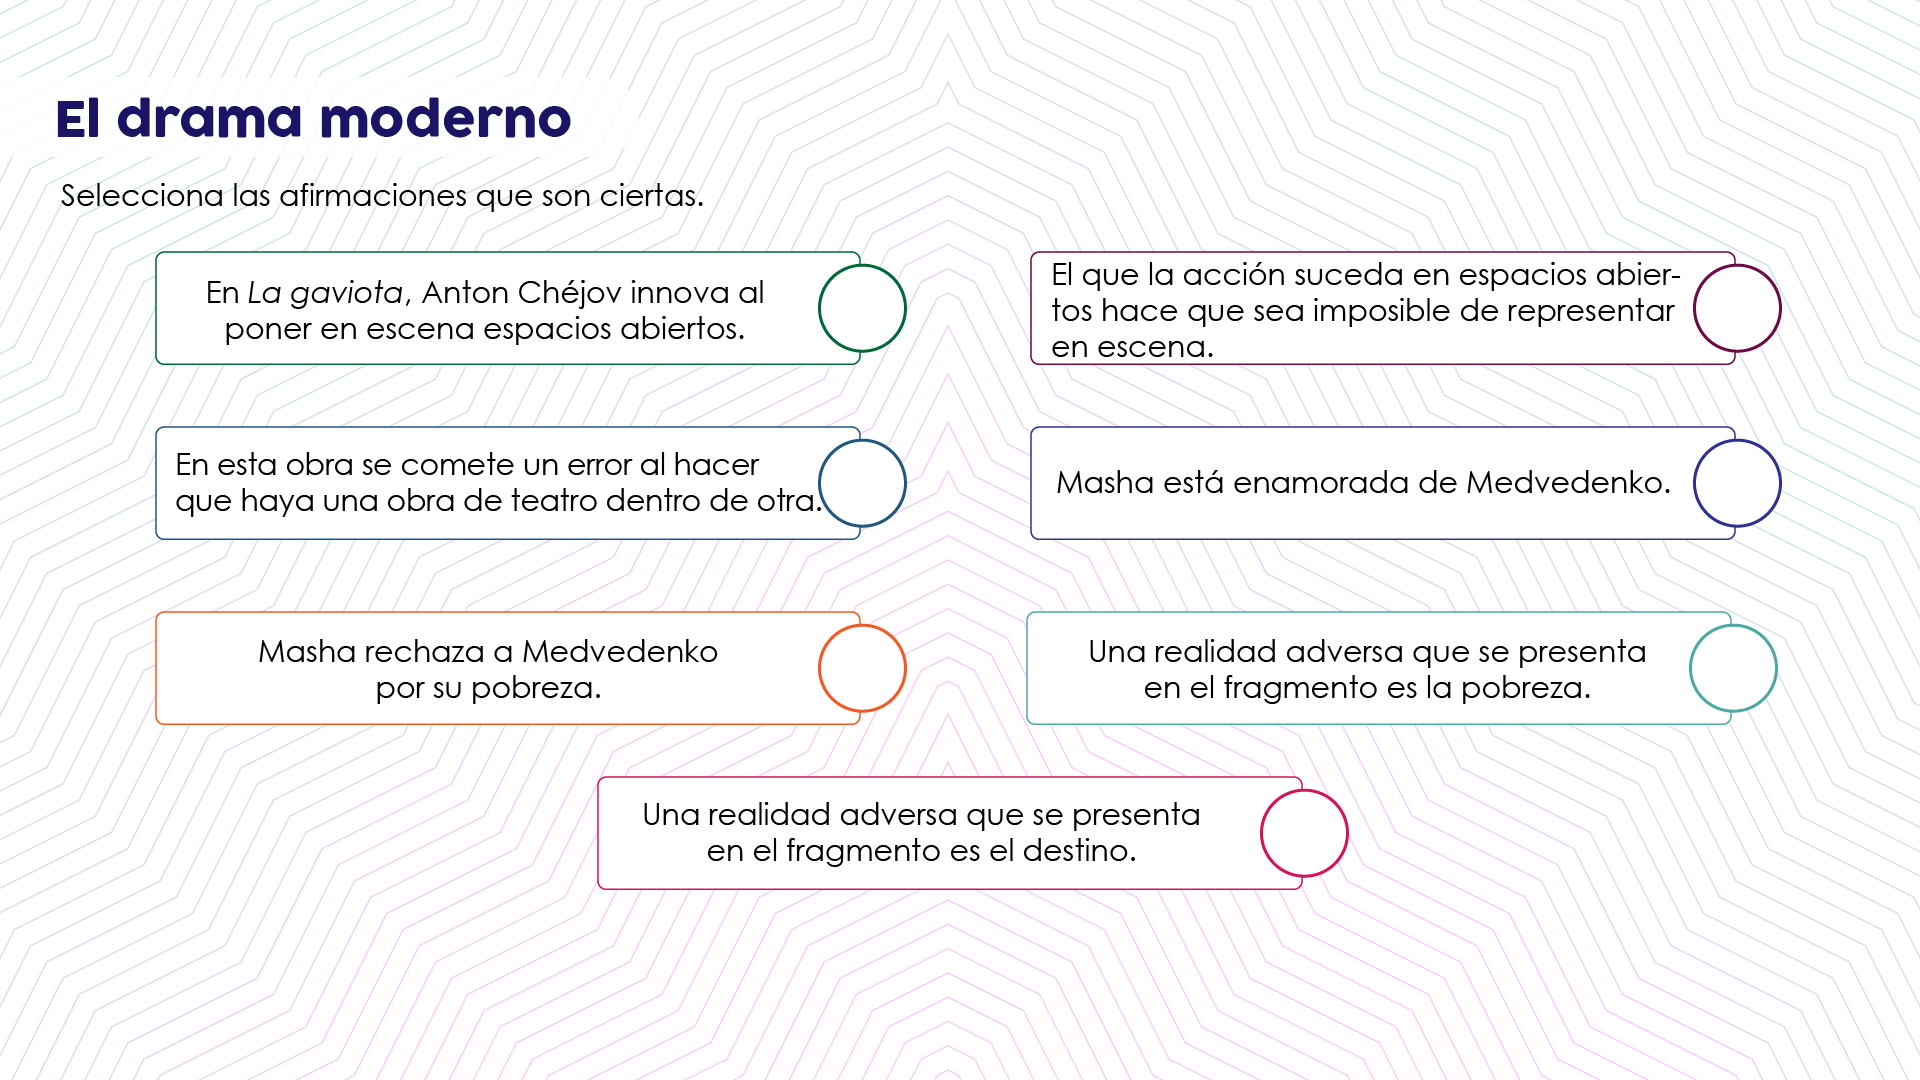 El drama moderno
Selecciona las afirmaciones que son ciertas.
En La gaviota, Anton Chéjov innova al
poner en escena espacios abiertos.
El que la acción suceda en espacios abier-
tos hace que sea imposible de representar
en escena.
En esta obra se comete un error al hacer
que haya una obra de teatro dentro de otra.
Masha está enamorada de Medvedenko.
Masha rechaza a Medvedenko
por su pobreza.
Una realidad adversa que se presenta
en el fragmento es la pobreza.
Una realidad adversa que se presenta
en el fragmento es el destino.